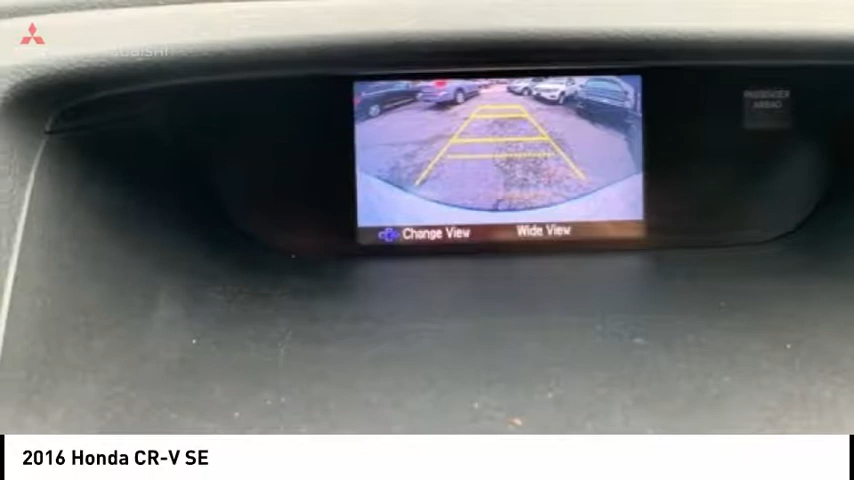 PASSENGER
AIRBAG
Change View
Wide View
2016 Honda CR-V SE